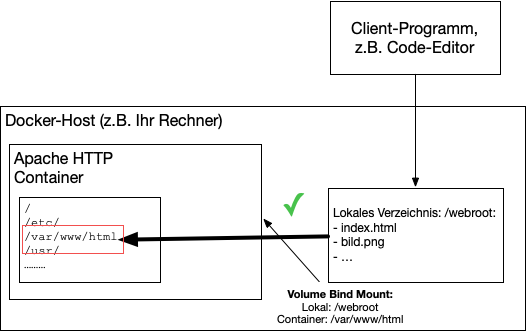 Client-Programm,
z.B. Code-Editor
Docker-Host (z.B. Ihr Rechner)
Apache HTTP
Container
/
/etc/
/var/www/html
/usr/
………
Lokales Verzeichnis: /webroot:
- index.html
- bild.png
- …
Volume Bind Mount:
Lokal: /webroot
Container: /var/www/html